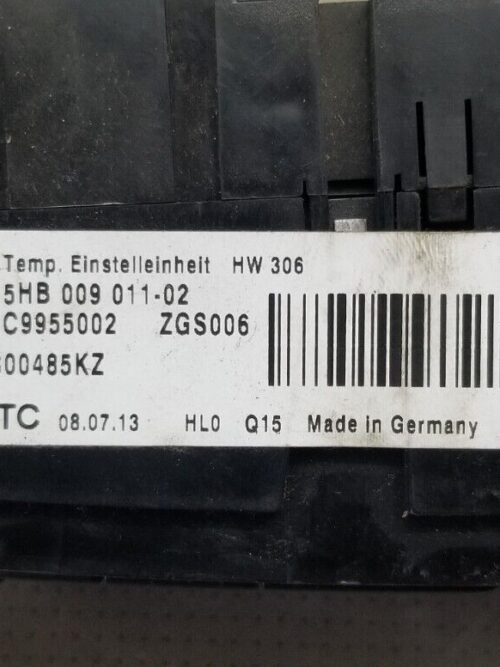 Temp. Einstelleinheit HW 306
5HB 009 011-02
C9955002 ZGS006
00485KZ
TC 08.07.13 HL0 Q15 Made in Germany